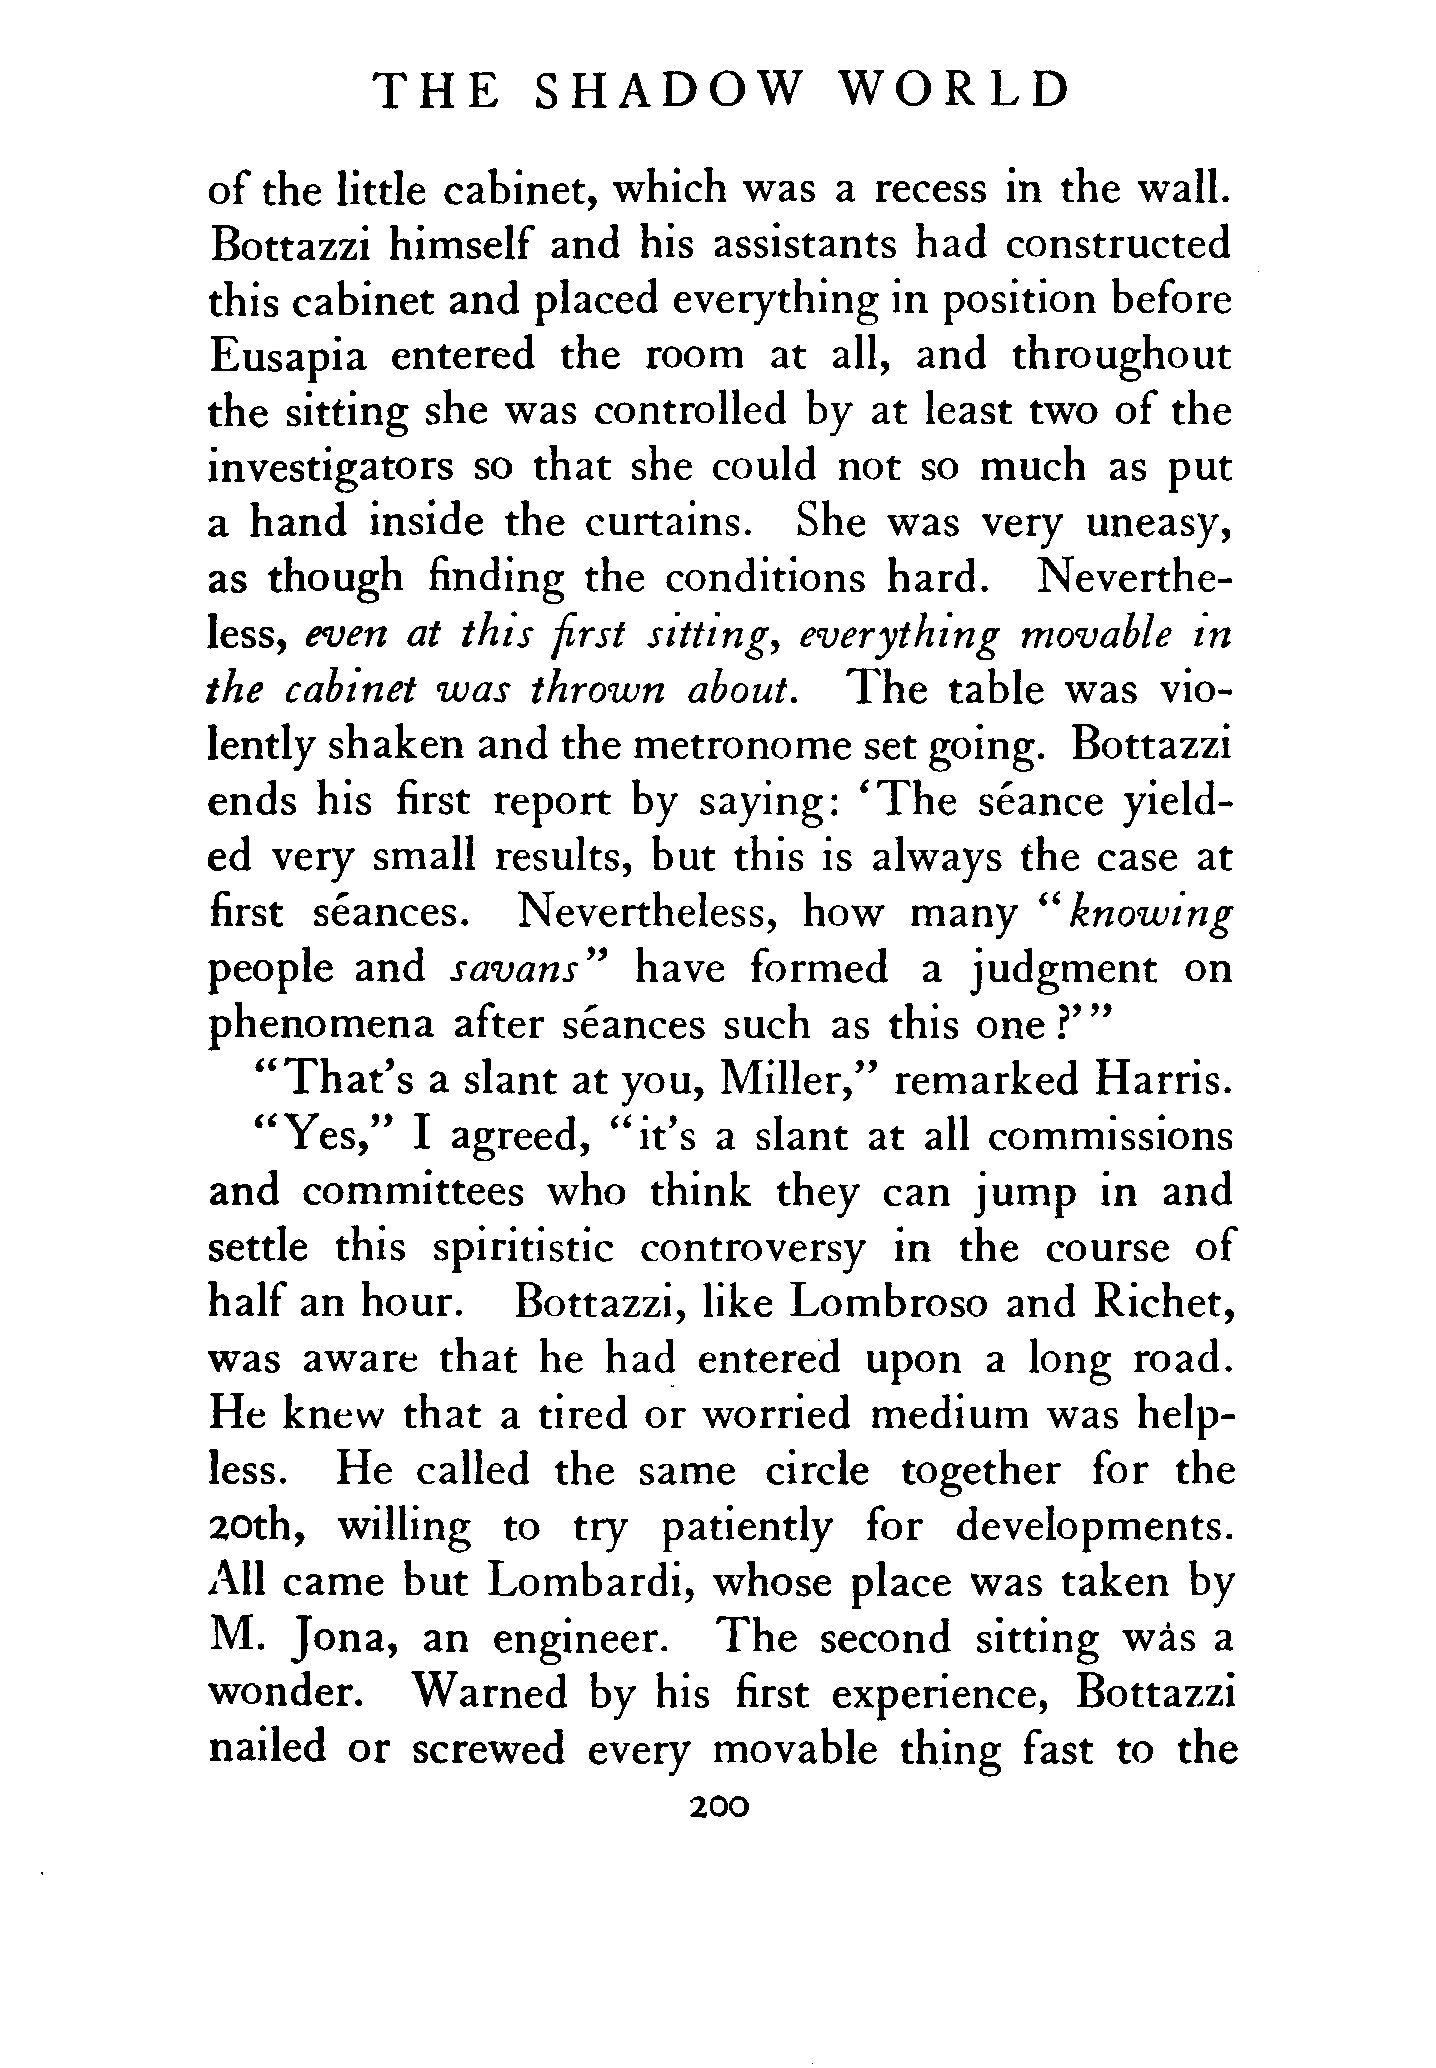 THE SHADOW WORLD
of the little cabinet, which was a recess in the wall.
Bottazzi himself and his assistants had constructed
this cabinet and placed everything in position before
Eusapia entered the room at all, and throughout
the sitting she was controlled by at least two of the
investigators so that she could not so much as put
a hand inside the curtains. She was very uneasy,
as though finding the conditions hard. Neverthe-
less, even at this first sitting, everything movable in
the cabinet was thrown about. The table was vio-
lently shaken and the metronome set going. Bottazzi
ends his first report by saying: ‘The séance yield-
ed very small results, but this is always the case at
first séances. Nevertheless, how many “knowing
people and savans” have formed a judgment on
phenomena after séances such as this one?’”
“That’s a slant at you, Miller,” remarked Harris.
“Yes,” I agreed, “it’s a slant at all commissions
and committees who think they can jump in and
settle this spiritistic controversy in the course of
half an hour. Bottazzi, like Lombroso and Richet,
was aware that he had entered upon a long road.
He knew that a tired or worried medium was help-
less. He called the same circle together for the
20th, willing to try patiently for developments.
All came but Lombardi, whose place was taken by
M. Jona, an engineer. The second sitting was a
wonder. Warned by his first experience, Bottazzi
nailed or screwed every movable thing fast to the
200